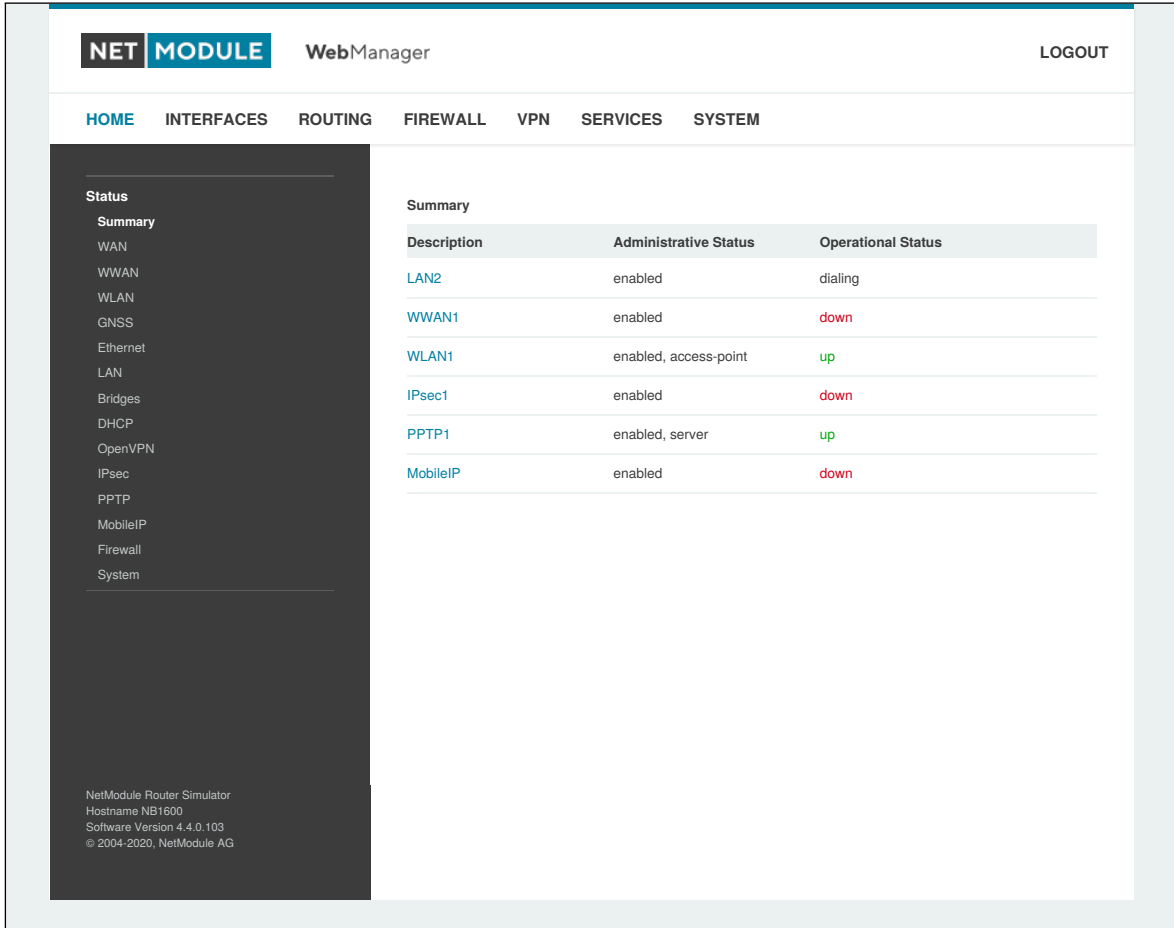 NET MODULE WebManager LOGOUT
HOME INTERFACES ROUTING FIREWALL VPN SERVICES SYSTEM
Status
Summary
WAN
WWAN
WLAN
GNSS
Ethernet
LAN
Bridges
DHCP
OpenVPN
IPsec
PPTP
MobileIP
Firewall
System
NetModule Router Simulator
Hostname NB1600
Software Version 4.4.0.103
© 2004-2020, NetModule AG
Summary
Description Administrative Status Operational Status
LAN2 enabled dialing
WWAN1 enabled down
WLAN1 enabled, access-point up
IPsec1 enabled down
PPTP1 enabled, server up
MobileIP enabled down